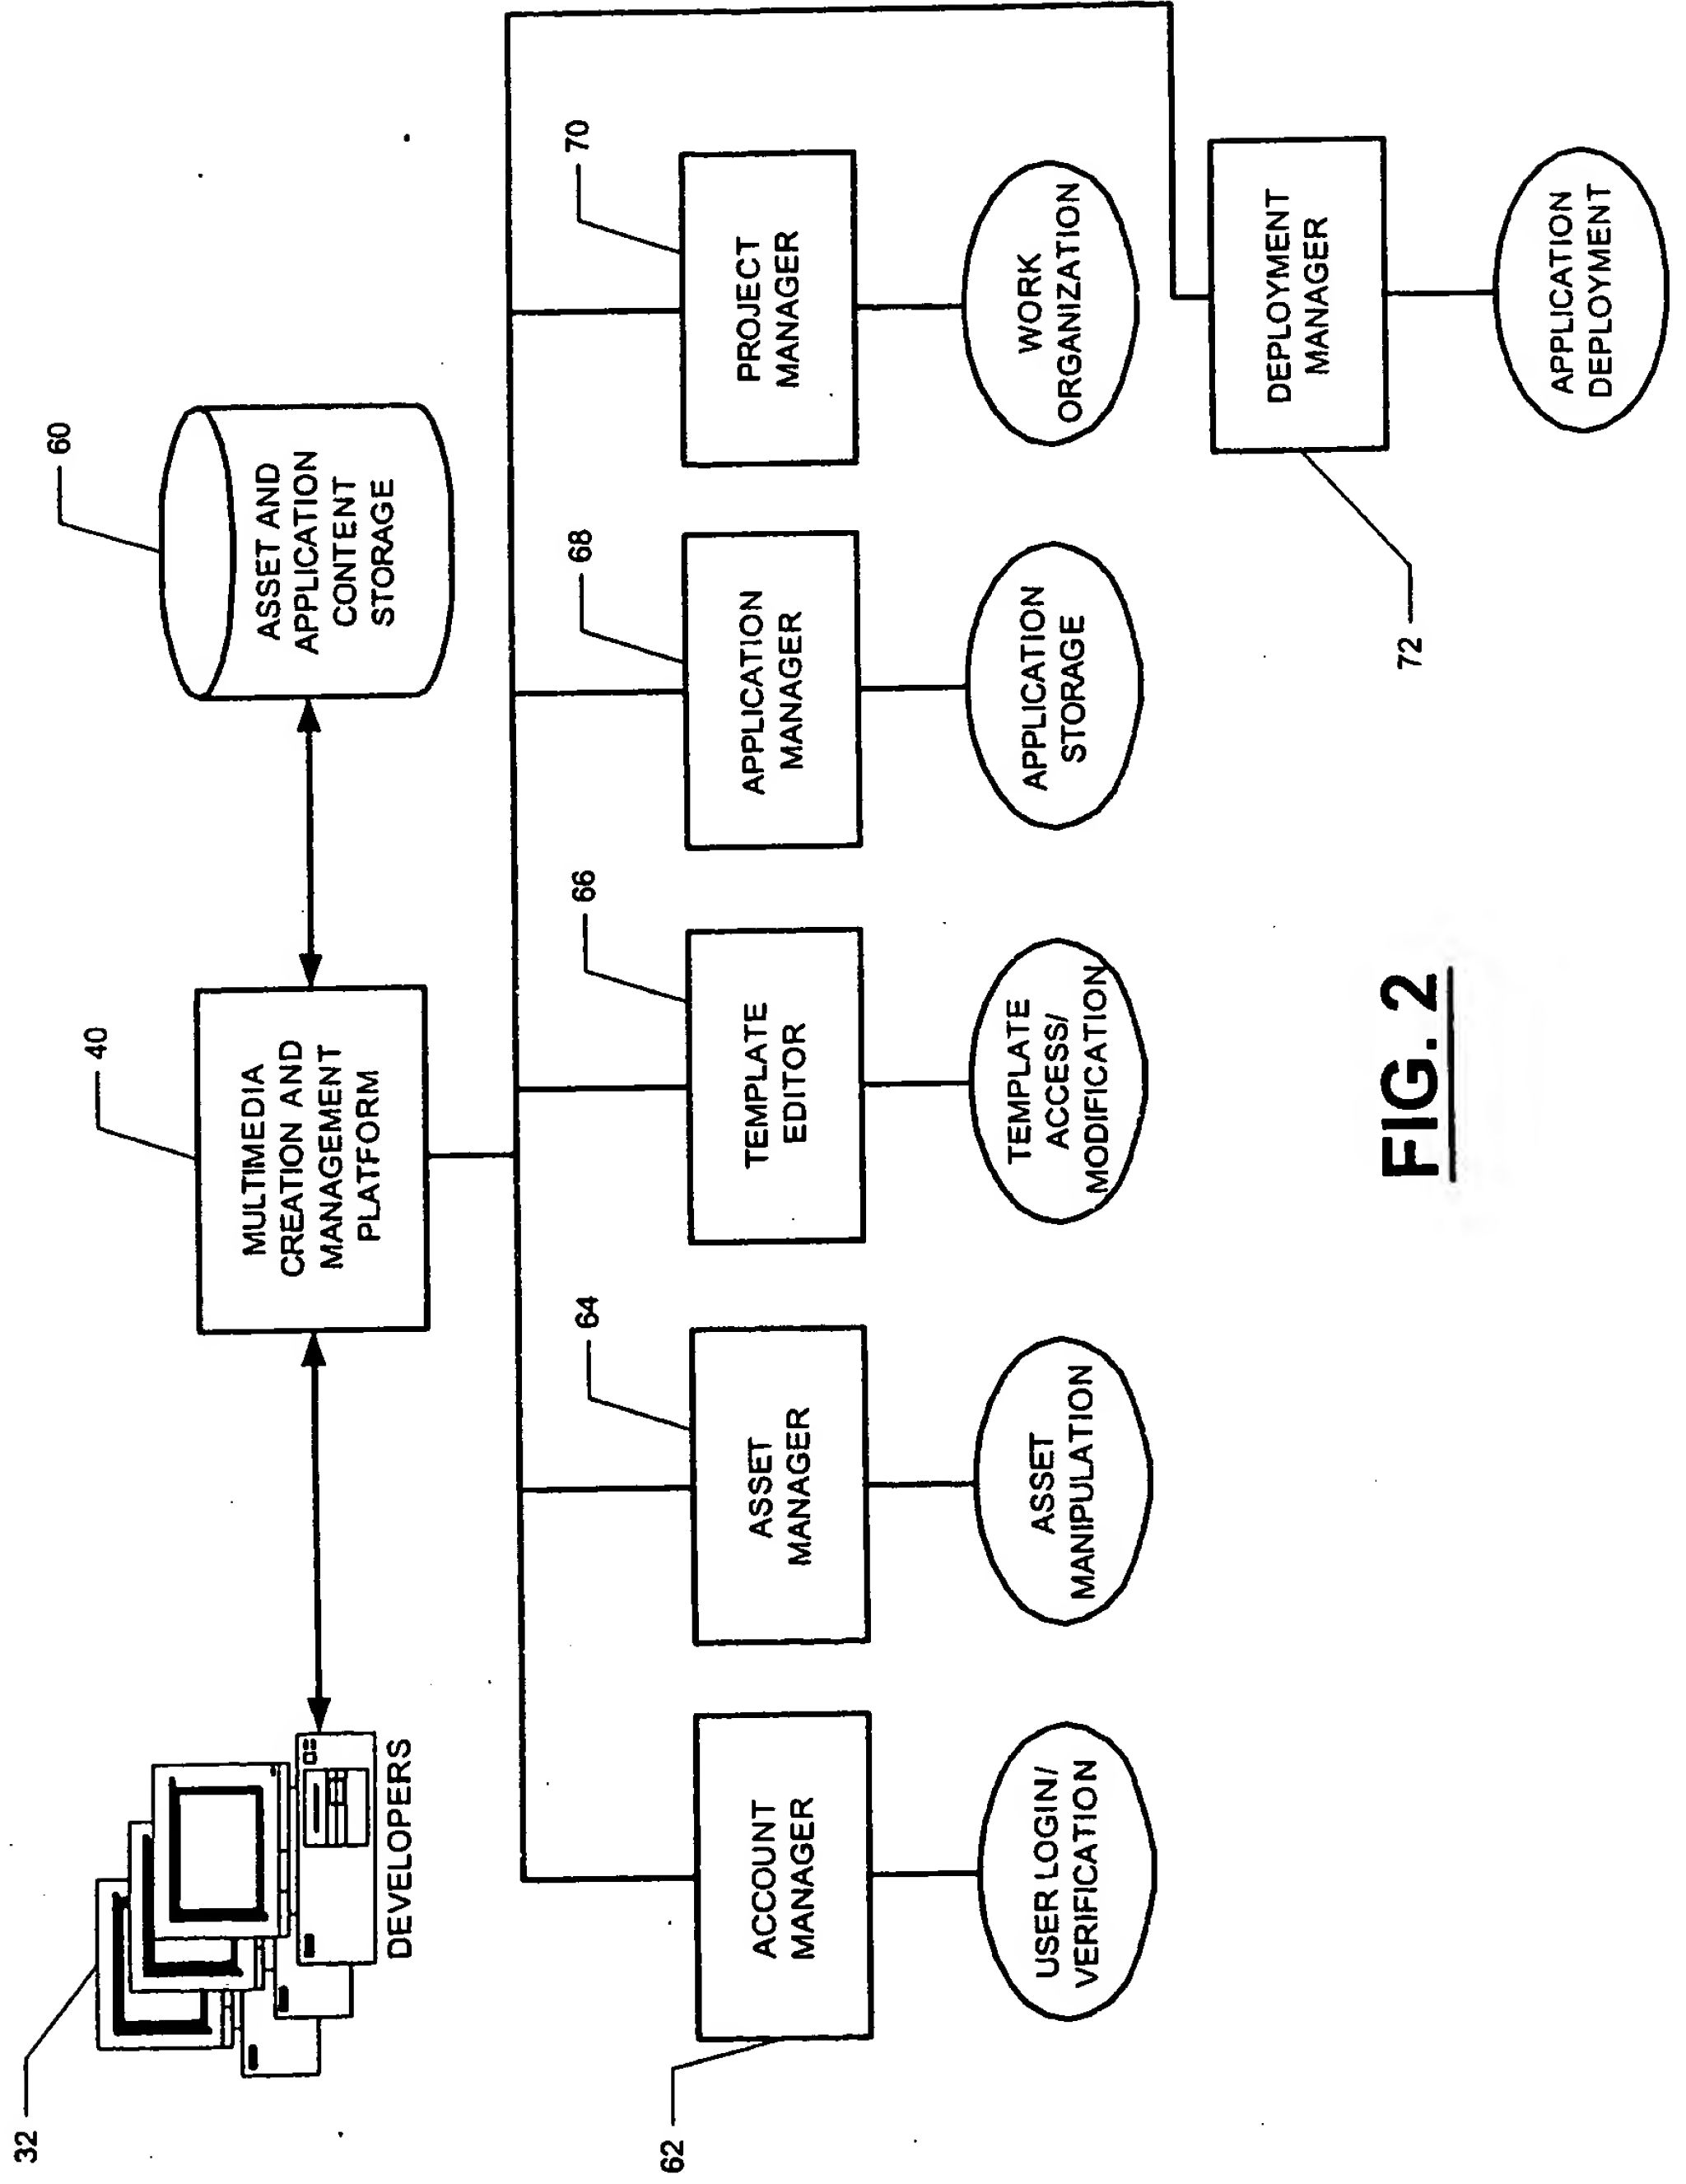 32
DEVELOPERS
40
MULTIMEDIA
CREATION AND
MANAGEMENT
PLATFORM
60
ASSET AND
APPLICATION
CONTENT
STORAGE
62
ACCOUNT
MANAGER
64
ASSET
MANAGER
66
TEMPLATE
EDITOR
68
APPLICATION
MANAGER
70
PROJECT
MANAGER
USER LOGIN/
VERIFICATION
ASSET
MANIPULATION
TEMPLATE
ACCESS/
MODIFICATION
APPLICATION
STORAGE
WORK
ORGANIZATION
72
DEPLOYMENT
MANAGER
APPLICATION
DEPLOYMENT
FIG. 2